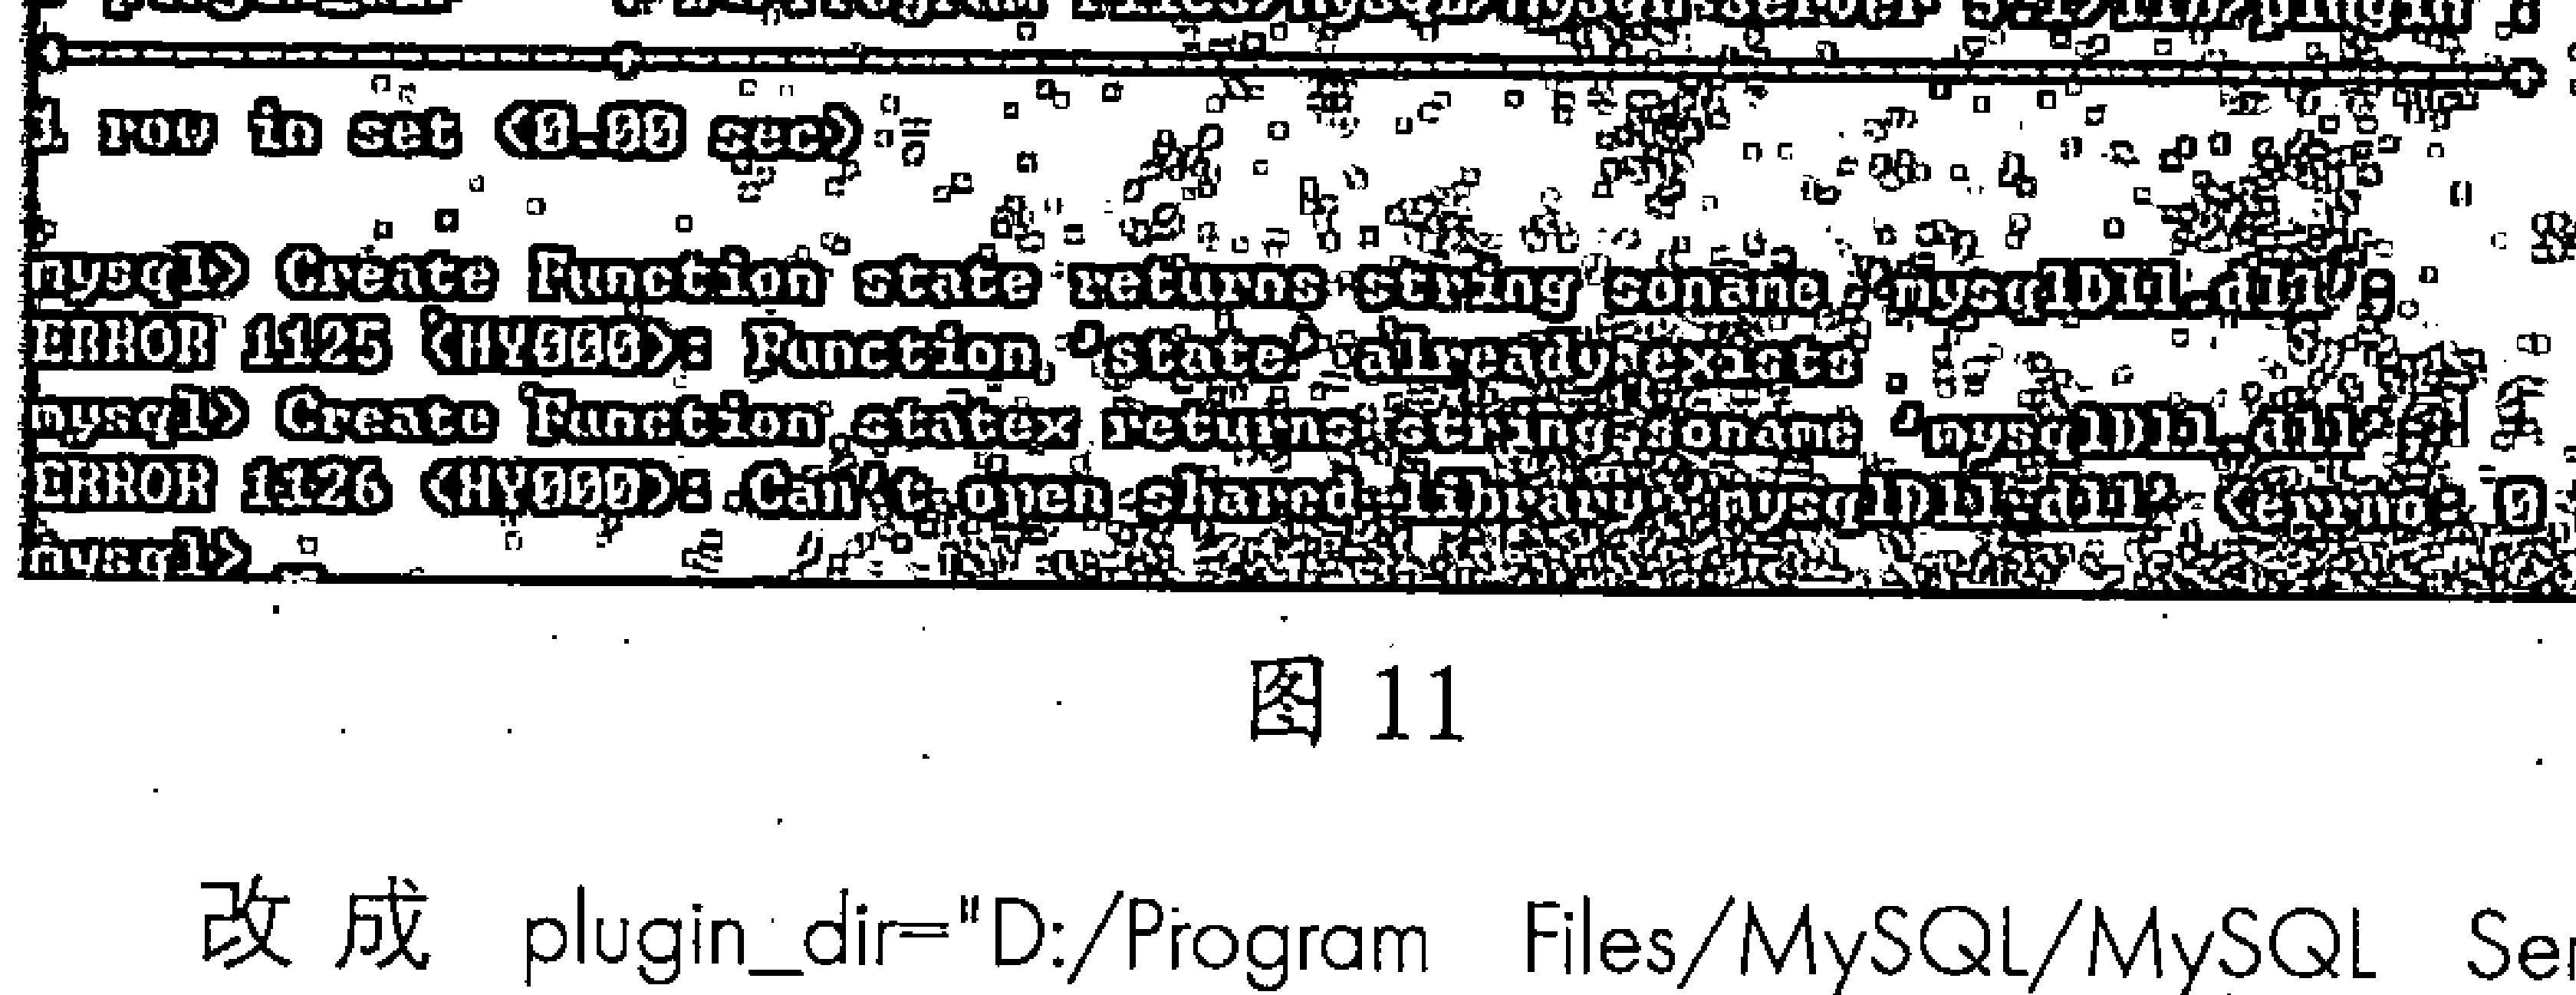 1 row in set (0.00 sec)
mysql> Create Function state returns string soname 'mysqlDll.dll';
ERROR 1125 (HY000): Function 'state' already exists
mysql> Create Function statex returns string soname 'mysqlDll.dll';
ERROR 1126 (HY000): Can't open shared library 'mysqlDll.dll' (errno: 0
mysql>
图 11
改成 plugin_dir="D:/Program Files/MySQL/MySQL